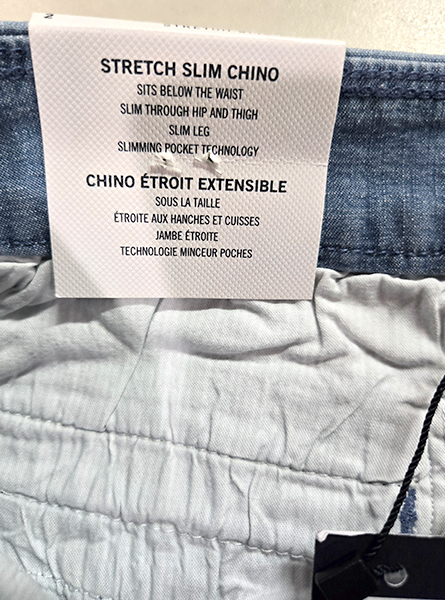 STRETCH SLIM CHINO
SITS BELOW THE WAIST
SLIM THROUGH HIP AND THIGH
SLIM LEG
SLIMMING POCKET TECHNOLOGY
CHINO ÉTROIT EXTENSIBLE
SOUS LA TAILLE
ÉTROITE AUX HANCHES ET CUISSES
JAMBE ÉTROITE
TECHNOLOGIE MINCEUR POCHES